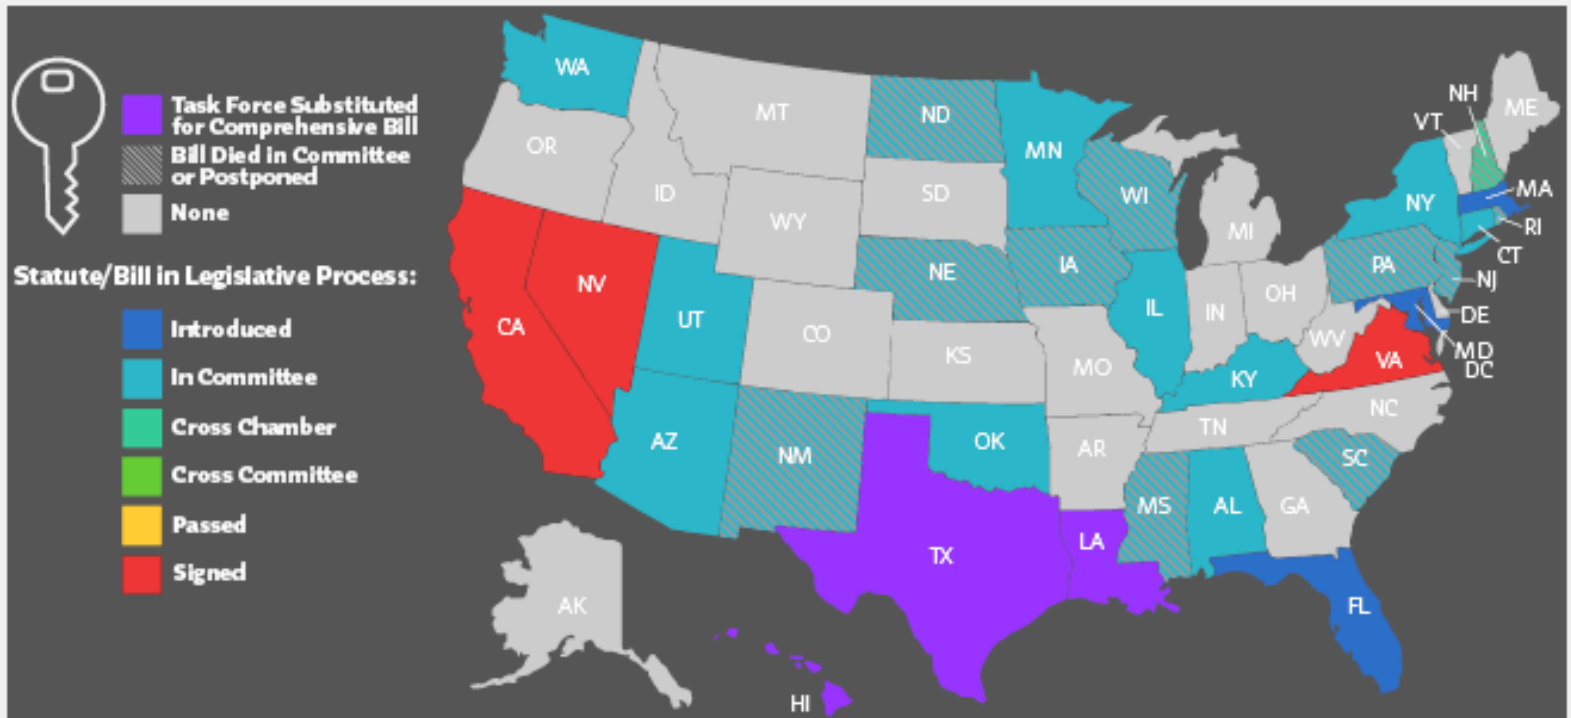 Task Force Substituted
for Comprehensive Bill
Bill Died in Committee
or Postponed
None
Statute/Bill in Legislative Process:
Introduced
In Committee
Cross Chamber
Cross Committee
Passed
Signed
WA
MT
ND
MN
OR
ID
WY
SD
WI
MI
NH
VT
ME
NY
MA
RI
CT
NJ
PA
DE
MD
DC
CA
NV
UT
CO
NE
KS
IA
MO
IL
IN
OH
WV
VA
KY
AZ
NM
OK
AR
TN
NC
SC
TX
LA
MS
AL
GA
FL
AK
HI